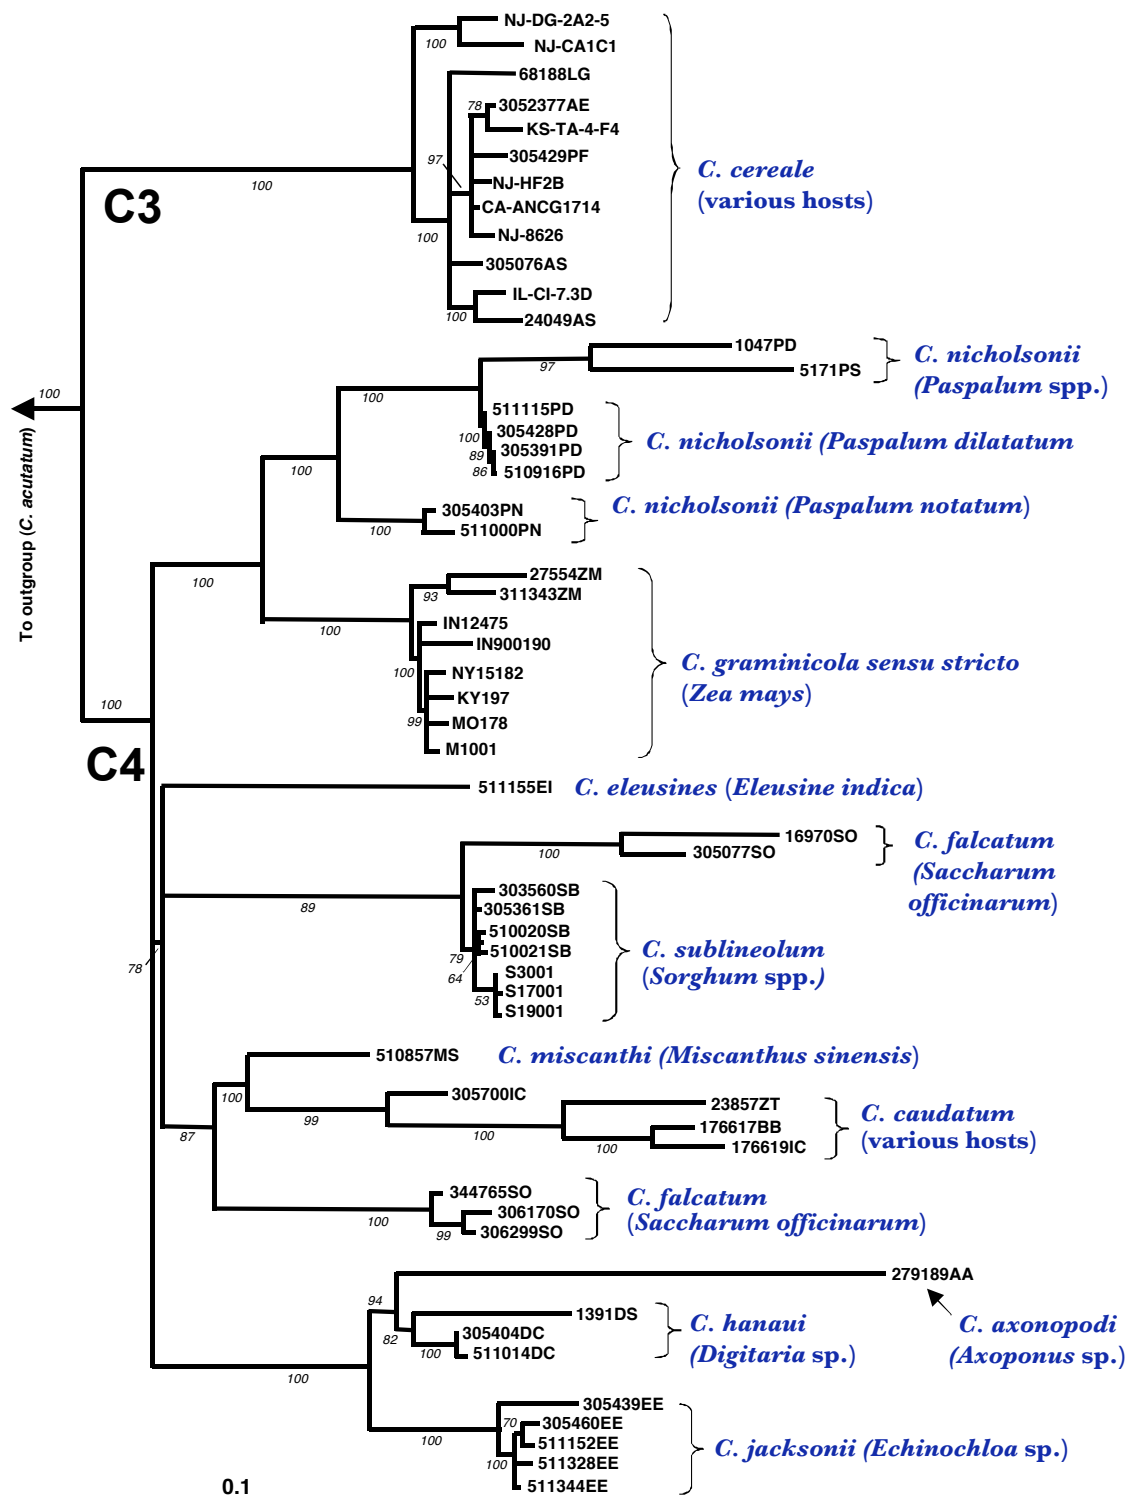 NJ-DG-2A2-5
100
NJ-CA1C1
68188LG
78
3052377AE
KS-TA-4-F4
97
305429PF
NJ-HF2B
CA-ANCG1714
NJ-8626
100
305076AS
IL-CI-7.3D
100
24049AS
C. cereale
(various hosts)
100
C3
100
To outgroup (C. acutatum)
1047PD
97
5171PS
C. nicholsonii
(Paspalum spp.)
100
511115PD
305428PD
100
305391PD
89
510916PD
86
C. nicholsonii (Paspalum dilatatum
100
305403PN
100
511000PN
C. nicholsonii (Paspalum notatum)
100
27554ZM
93
311343ZM
100
IN12475
IN900190
100
NY15182
KY197
99
MO178
M1001
C. graminicola sensu stricto
(Zea mays)
100
C4
511155EI
C. eleusines (Eleusine indica)
16970SO
100
305077SO
C. falcatum
(Saccharum
officinarum)
89
303560SB
305361SB
510020SB
510021SB
79
64
S3001
53
S17001
S19001
C. sublineolum
(Sorghum spp.)
78
510857MS
C. miscanthi (Miscanthus sinensis)
100
305700IC
99
23857ZT
100
176617BB
100
176619IC
C. caudatum
(various hosts)
87
344765SO
100
306170SO
99
306299SO
C. falcatum
(Saccharum officinarum)
279189AA
C. axonopodi
(Axoponus sp.)
94
1391DS
82
305404DC
100
511014DC
C. hanaui
(Digitaria sp.)
100
305439EE
70
305460EE
100
511152EE
100
511328EE
511344EE
C. jacksonii (Echinochloa sp.)
0.1